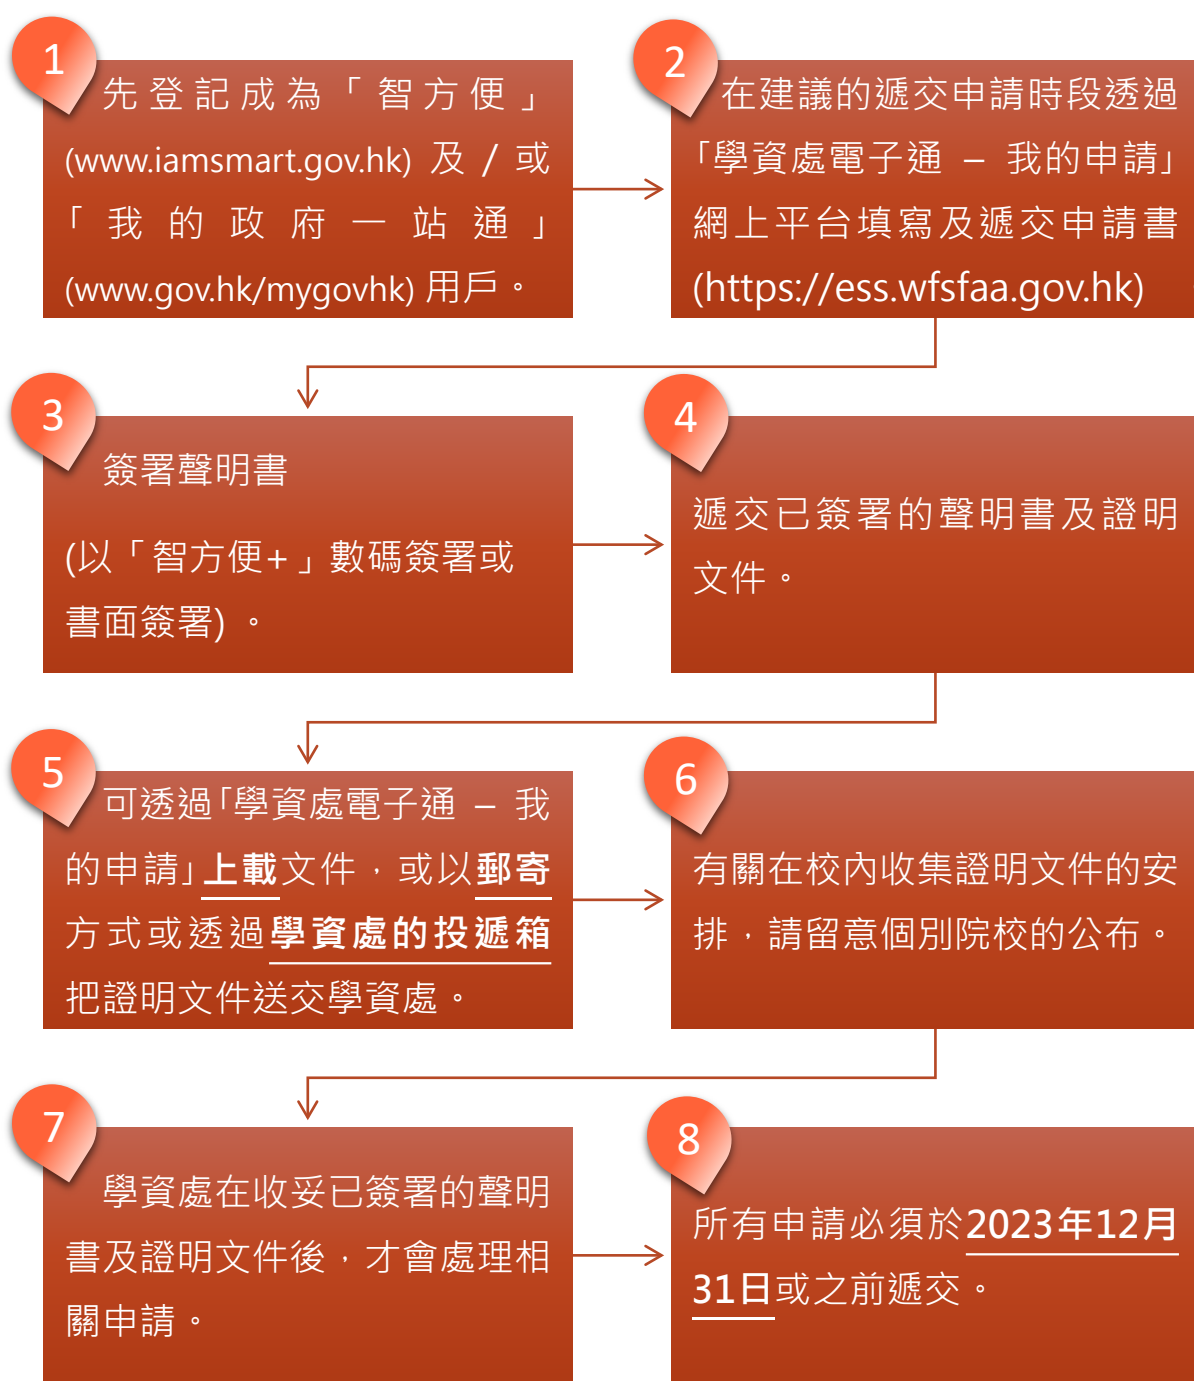 1
先登記成為「智方便」
(www.iamsmart.gov.hk) 及 / 或
「我的政府一站通」
(www.gov.hk/mygovhk) 用戶。
2
在建議的遞交申請時段透過
「學資處電子通 – 我的申請」
網上平台填寫及遞交申請書
(https://ess.wfsfaa.gov.hk)
3
簽署聲明書
(以「智方便+」數碼簽署或
書面簽署) 。
4
遞交已簽署的聲明書及證明
文件。
5
可透過「學資處電子通 – 我
的申請」上載文件，或以郵寄
方式或透過學資處的投遞箱
把證明文件送交學資處。
6
有關在校內收集證明文件的安
排，請留意個別院校的公布。
7
學資處在收妥已簽署的聲明
書及證明文件後，才會處理相
關申請。
8
所有申請必須於2023年12月
31日或之前遞交。